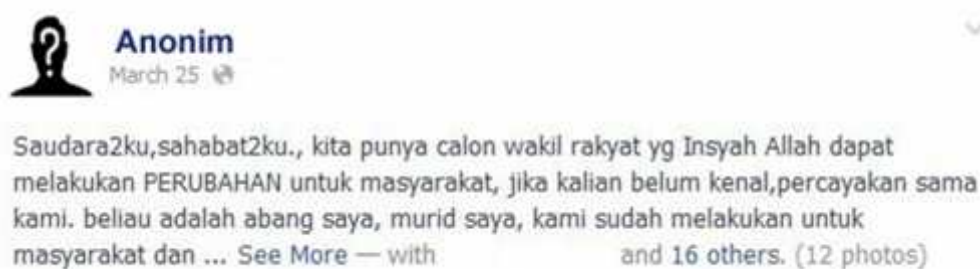 Anonim
March 25
Saudara2ku,sahabat2ku., kita punya calon wakil rakyat yg Insyah Allah dapat
melakukan PERUBAHAN untuk masyarakat, jika kalian belum kenal,percayakan sama
kami. beliau adalah abang saya, murid saya, kami sudah melakukan untuk
masyarakat dan ... See More — with and 16 others. (12 photos)